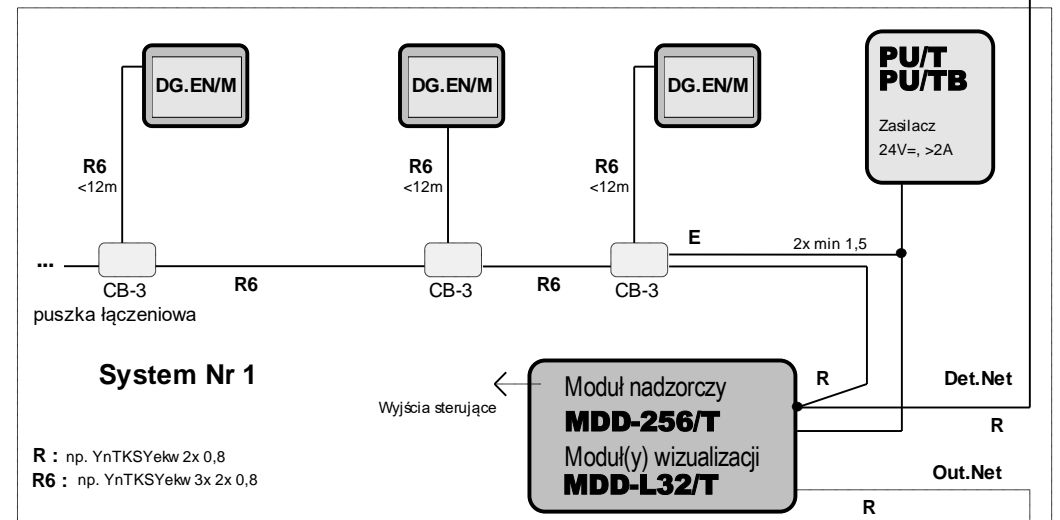 DG.EN/M
DG.EN/M
DG.EN/M
PU/T
PU/TB
Zasilacz
24V=, >2A
R6
<12m
R6
<12m
R6
<12m
E
2x min 1,5
...
R6
R6
CB-3
CB-3
CB-3
puszka łączeniowa
System Nr 1
Wyjścia sterujące
Moduł nadzorczy
MDD-256/T
Moduł(y) wizualizacji
MDD-L32/T
R
Det.Net
R
Out.Net
R
R : np. YnTKSYekw 2x 0,8
R6 : np. YnTKSYekw 3x 2x 0,8